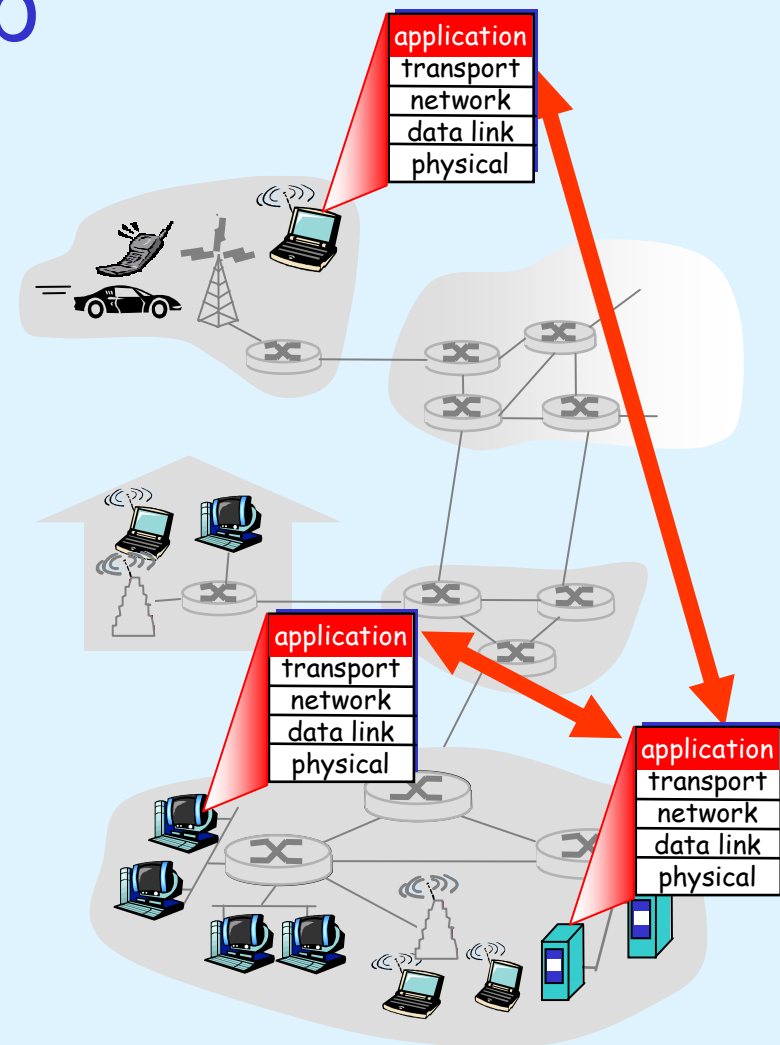 application
transport
network
data link
physical
application
transport
network
data link
physical
application
transport
network
data link
physical